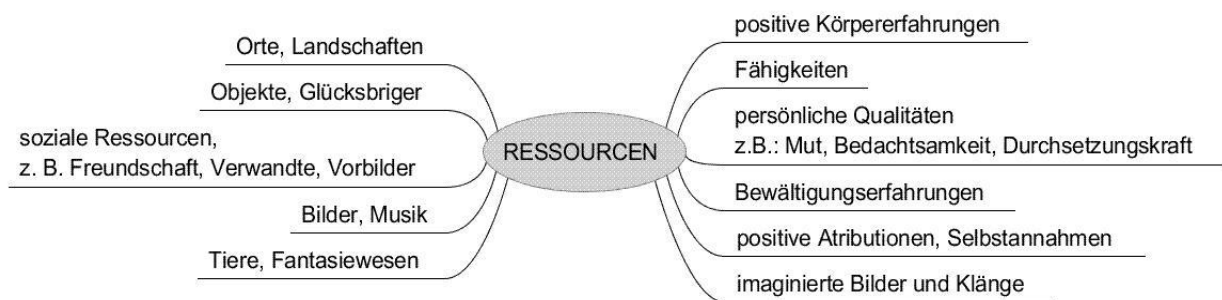 Orte, Landschaften
Objekte, Glücksbriger
soziale Ressourcen,
z. B. Freundschaft, Verwandte, Vorbilder
Bilder, Musik
Tiere, Fantasiewesen
RESSOURCEN
positive Körpererfahrungen
Fähigkeiten
persönliche Qualitäten
z.B.: Mut, Bedachtsamkeit, Durchsetzungskraft
Bewältigungserfahrungen
positive Atributionen, Selbstannahmen
imaginierte Bilder und Klänge